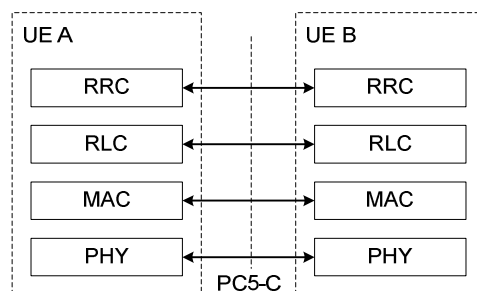 UE A UE B
RRC RRC
RLC RLC
MAC MAC
PHY PHY
PC5-C